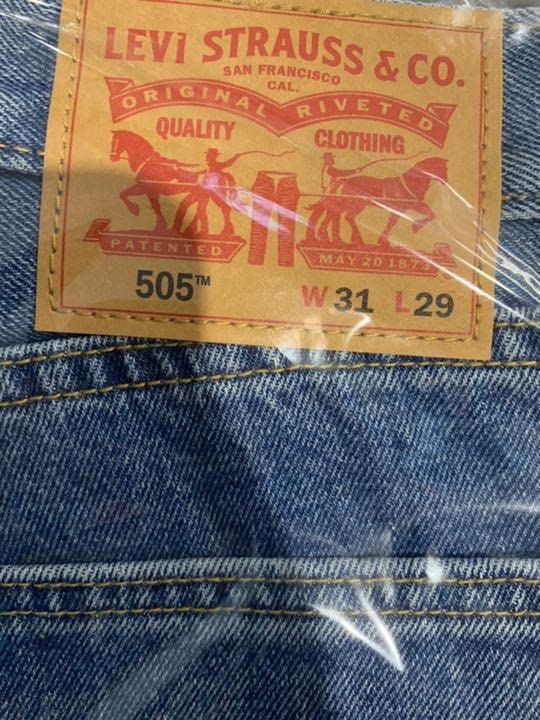 LEVI STRAUSS & CO.
SAN FRANCISCO
CAL.
ORIGINAL RIVETED
QUALITY CLOTHING
PATENTED MAY 20 1873
505™ W 31 L 29